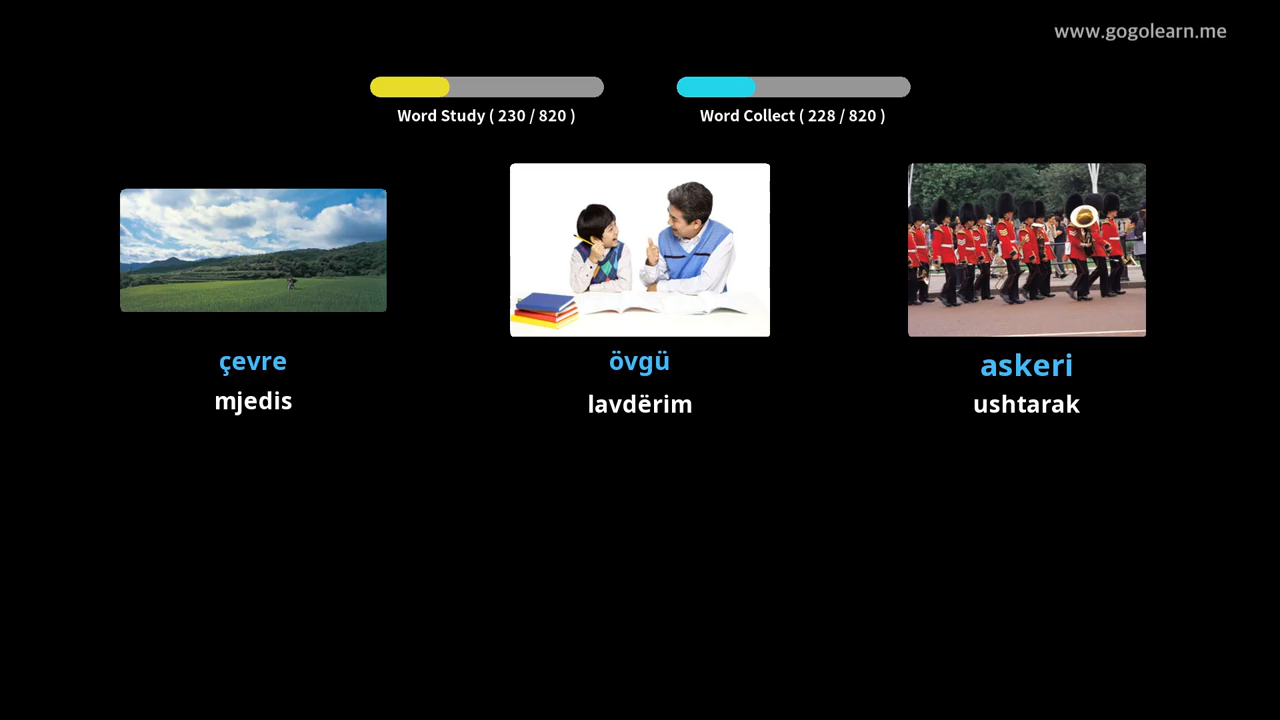 www.gogolearn.me
Word Study ( 230 / 820 )
Word Collect ( 228 / 820 )
çevre
mjedis
övgü
lavdërim
askeri
ushtarak